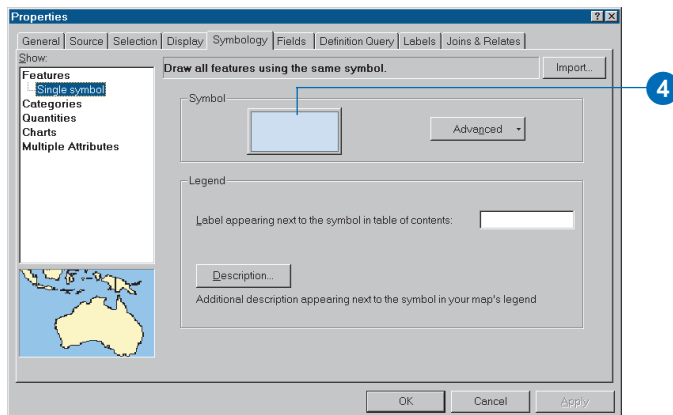 Properties
? ×
General Source Selection Display Symbology Fields Definition Query Labels Joins & Relates
Show:
Features
Single symbol
Categories
Quantities
Charts
Multiple Attributes
Draw all features using the same symbol.
Import...
Symbol
Advanced
4
Legend
Label appearing next to the symbol in table of contents:
Description...
Additional description appearing next to the symbol in your map's legend
OK Cancel Apply